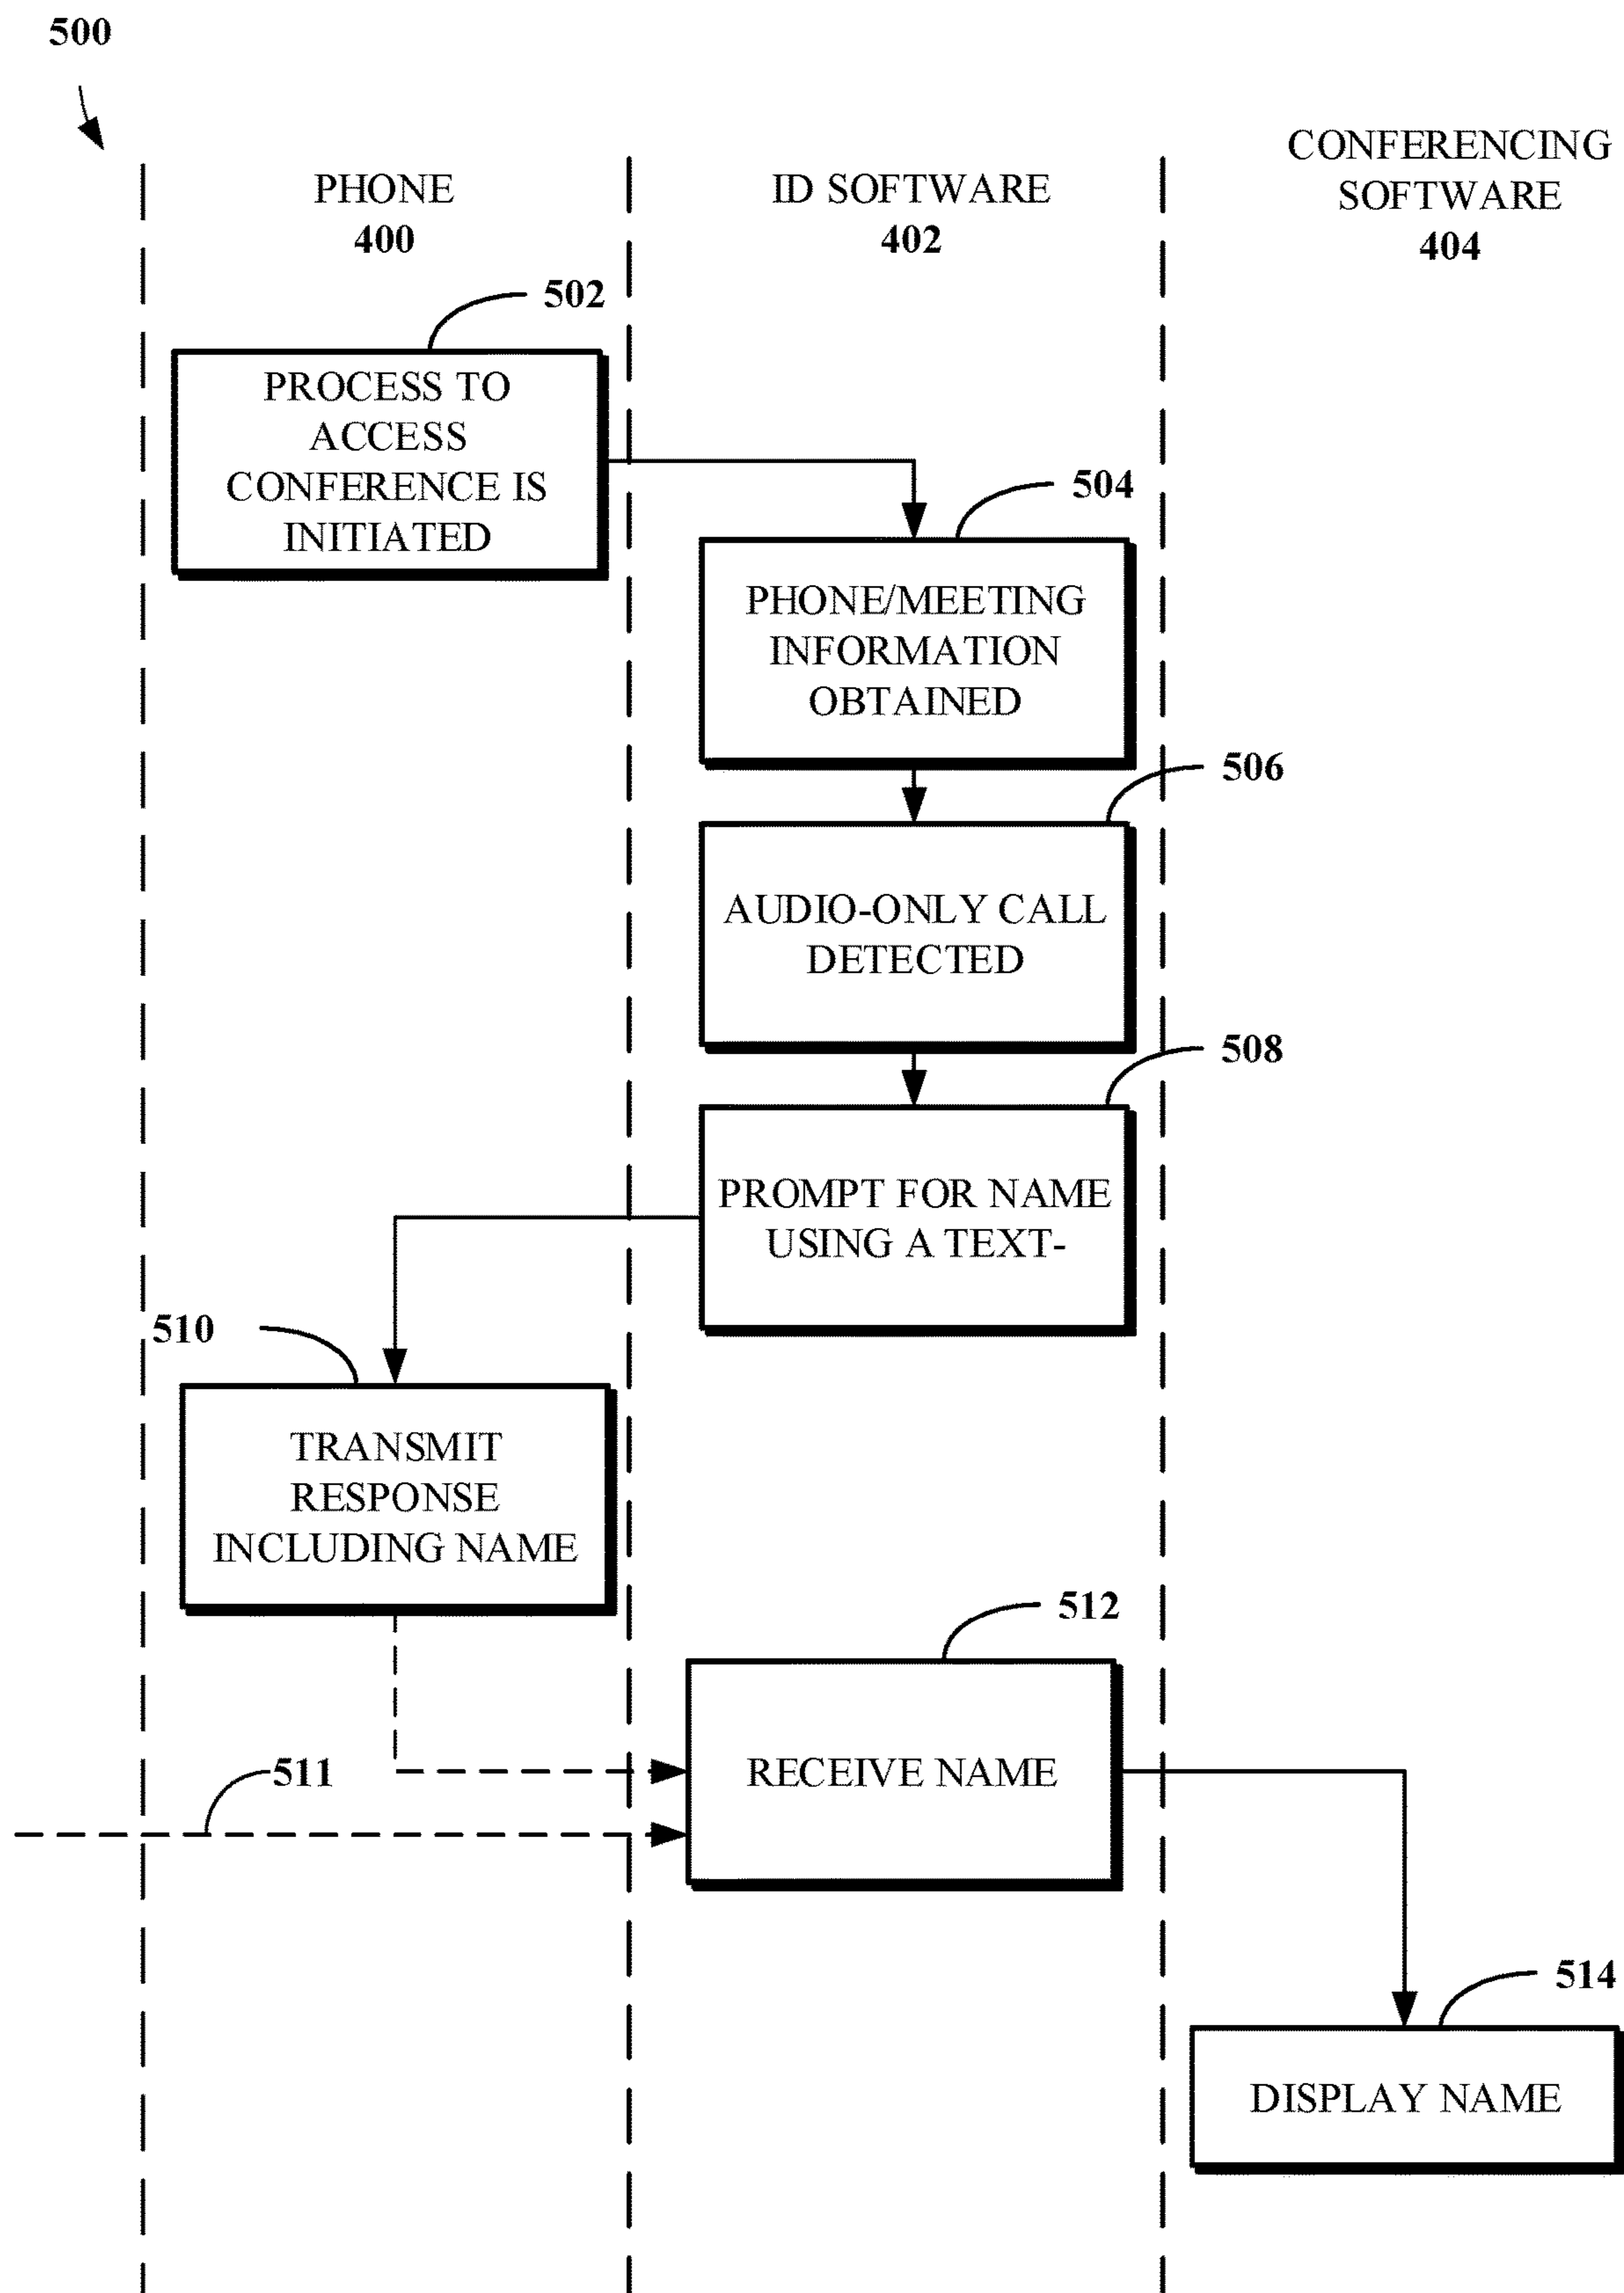 500
PHONE
400
ID SOFTWARE
402
CONFERENCING
SOFTWARE
404
502
PROCESS TO
ACCESS
CONFERENCE IS
INITIATED
504
PHONE/MEETING
INFORMATION
OBTAINED
506
AUDIO-ONLY CALL
DETECTED
508
PROMPT FOR NAME
USING A TEXT-
510
TRANSMIT
RESPONSE
INCLUDING NAME
512
RECEIVE NAME
511
514
DISPLAY NAME